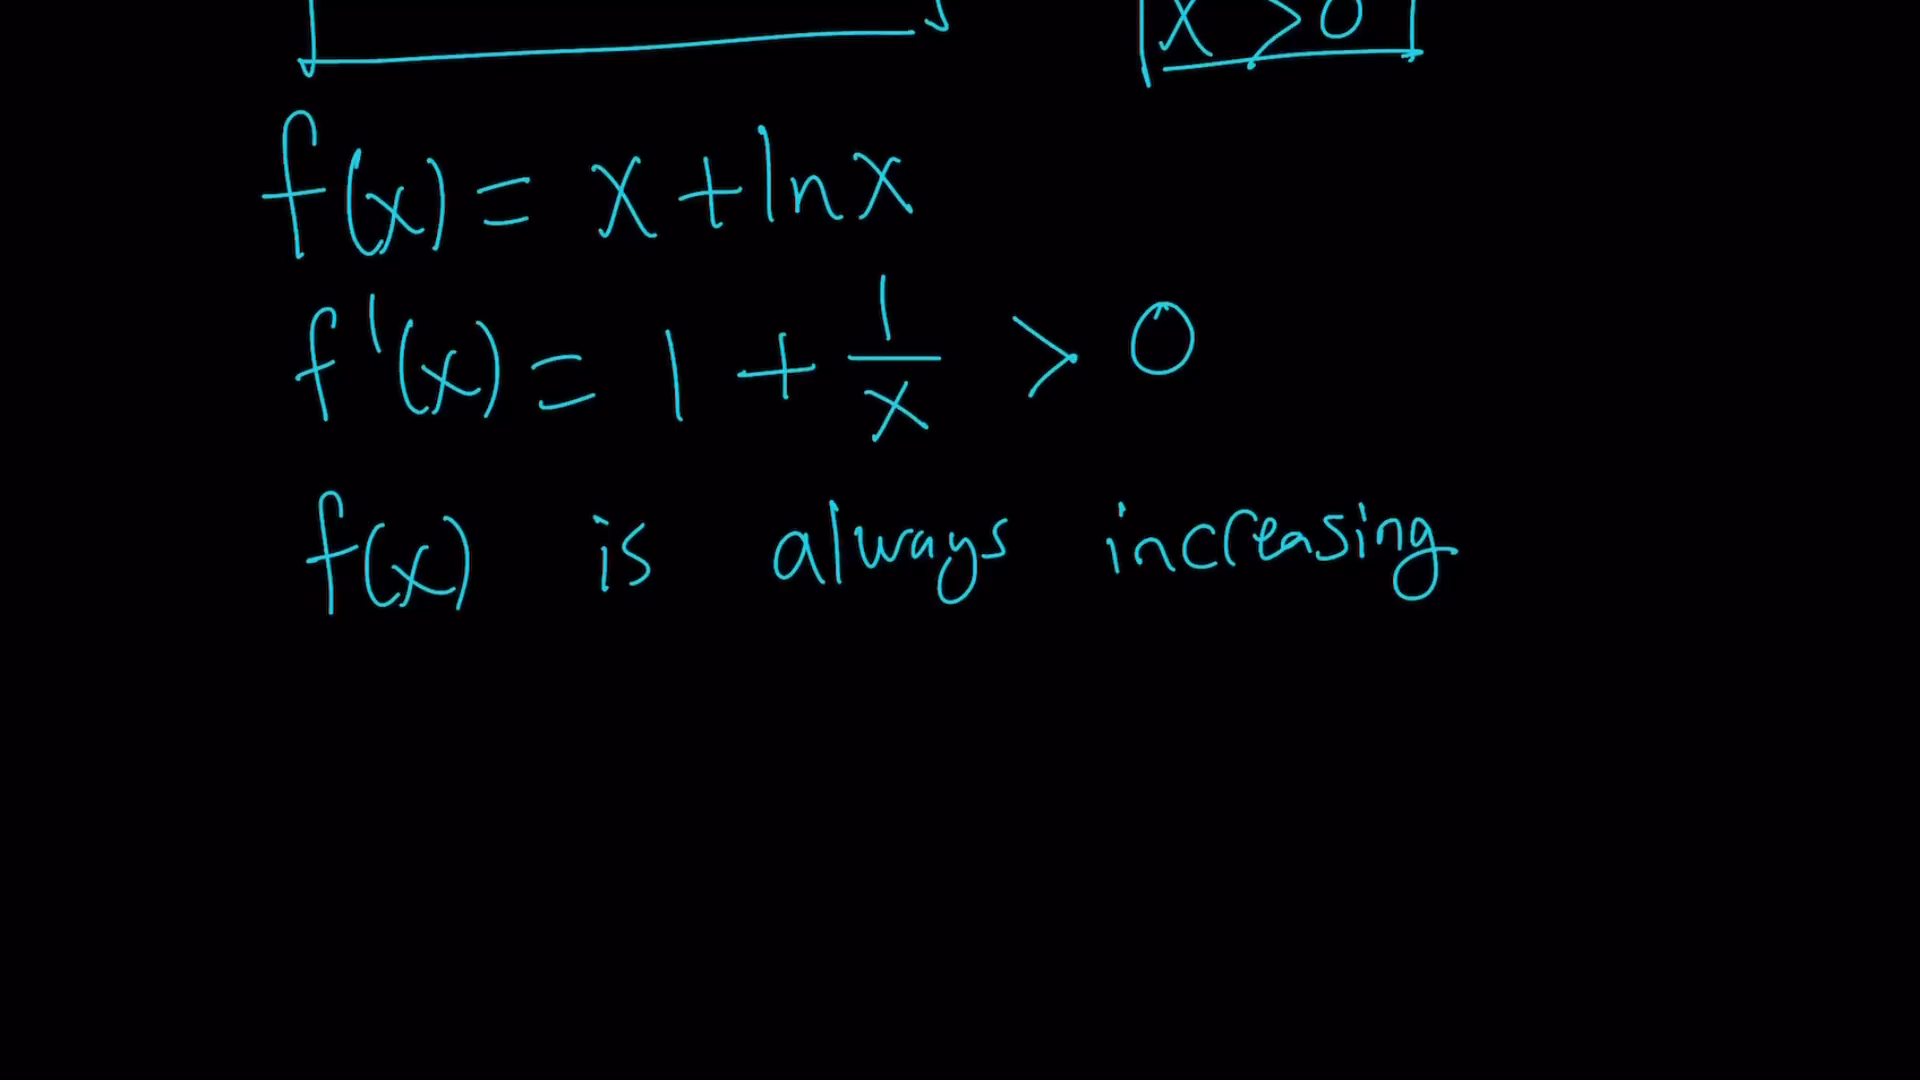 x > 0
f(x) = x + ln x
f'(x) = 1 + 1/x > 0
f(x) is always increasing